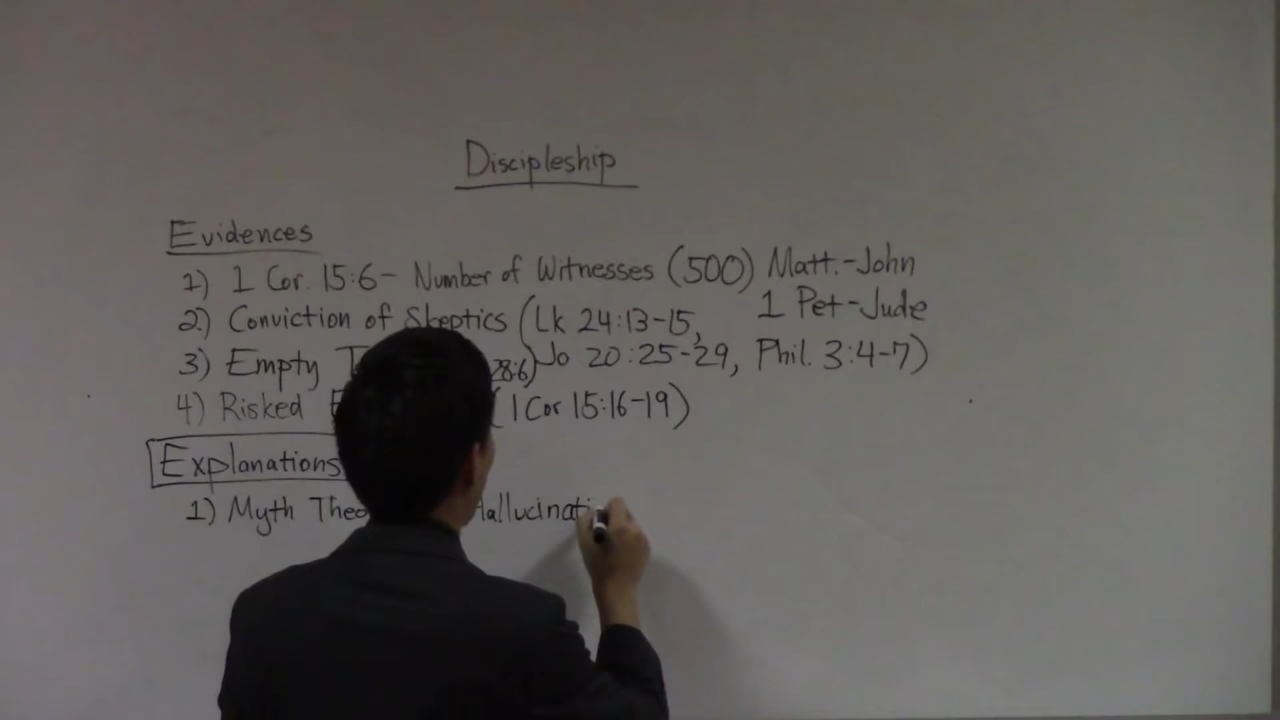 Discipleship
Evidences
1) 1 Cor. 15:6- Number of Witnesses (500) Matt.-John
1 Pet-Jude
2) Conviction of Skeptics (Lk 24:13-15,
Jo 20:25-29, Phil. 3:4-7)
3) Empty 28:6)
4) Risked (1 Cor 15:16-19)
Explanations
1) Myth